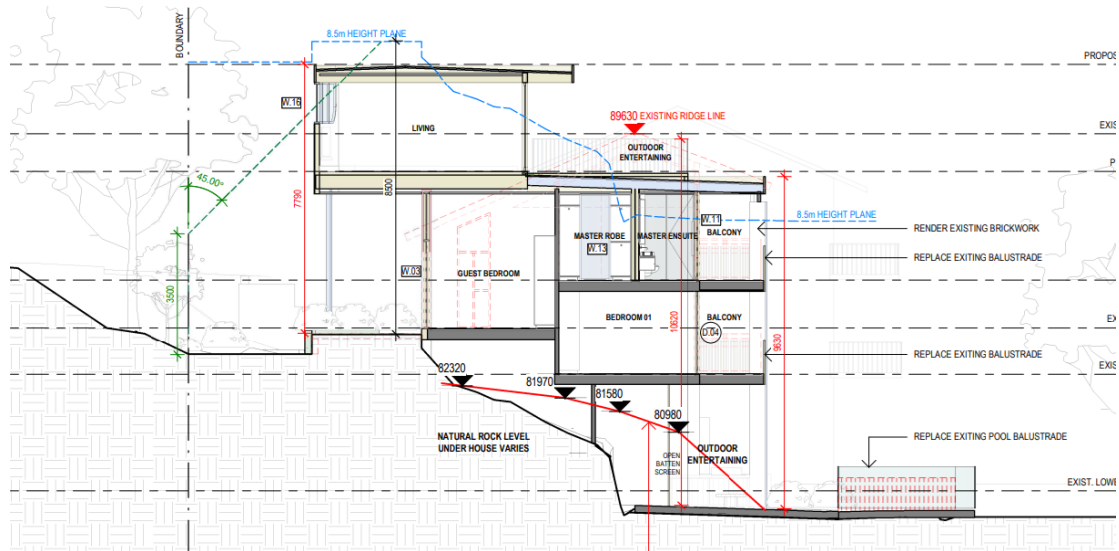 BOUNDARY
8.5m HEIGHT PLANE
PROPOS
W.16
LIVING
89630 EXISTING RIDGE LINE
EXIS
OUTDOOR
ENTERTAINING
P
45.00°
7790
8500
8.5m HEIGHT PLANE
W.11
MASTER ROBE
MASTER ENSUITE
BALCONY
RENDER EXISTING BRICKWORK
W.13
REPLACE EXITING BALUSTRADE
W.03
GUEST BEDROOM
3500
BEDROOM 01
10620
BALCONY
D.04
9630
EX
REPLACE EXITING BALUSTRADE
EXIS
82320
81970
81580
80980
NATURAL ROCK LEVEL
UNDER HOUSE VARIES
OPEN
BATTEN
SCREEN
OUTDOOR
ENTERTAINING
REPLACE EXITING POOL BALUSTRADE
EXIST. LOWE